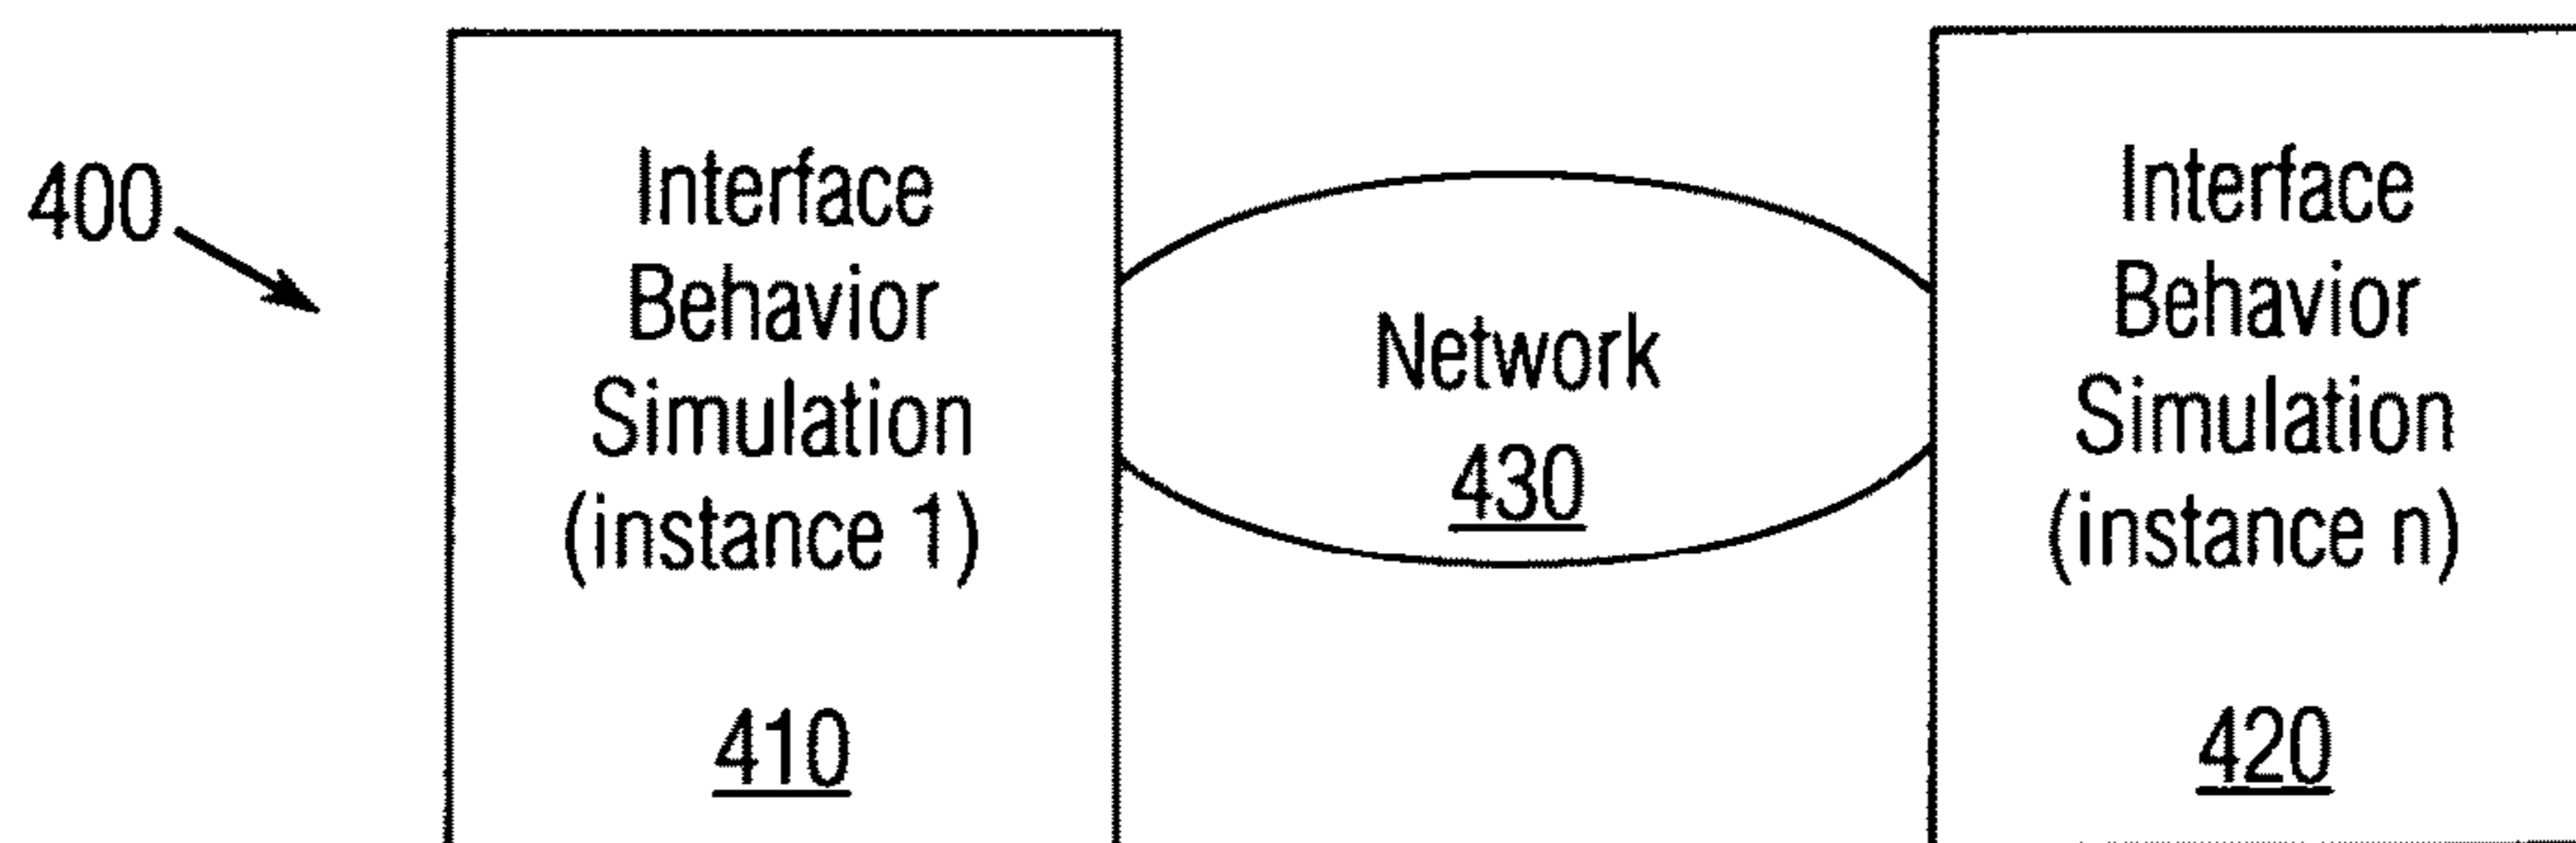 400
Interface
Behavior
Simulation
(instance 1)
410
Network
430
Interface
Behavior
Simulation
(instance n)
420